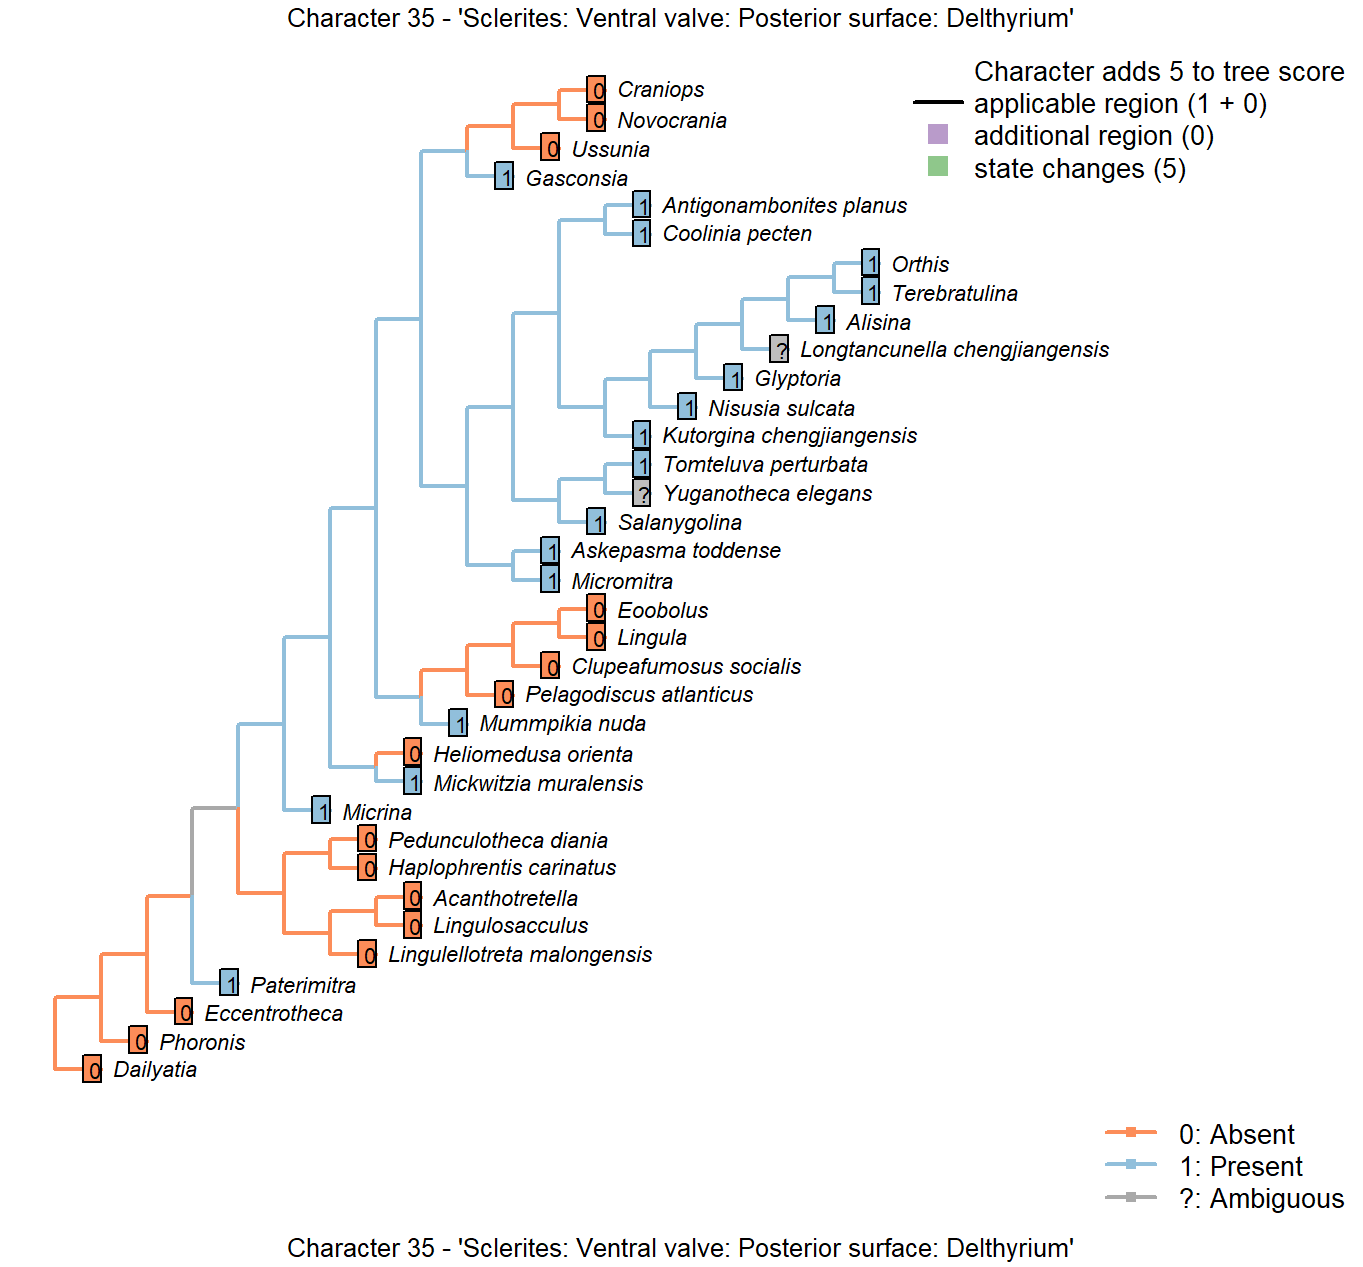 Character 35 - 'Sclerites: Ventral valve: Posterior surface: Delthyrium'
Character adds 5 to tree score
applicable region (1 + 0)
additional region (0)
state changes (5)
0 Craniops
0 Novocrania
0 Ussunia
1 Gasconsia
1 Antigonambonites planus
1 Coolinia pecten
1 Orthis
1 Terebratulina
1 Alisina
? Longtancunella chengjiangensis
1 Glyptoria
1 Nisusia sulcata
1 Kutorgina chengjiangensis
1 Tomteluva perturbata
? Yuganotheca elegans
1 Salanygolina
1 Askepasma toddense
1 Micromitra
0 Eoobolus
0 Lingula
0 Clupeafumosus socialis
0 Pelagodiscus atlanticus
1 Mummpikia nuda
0 Heliomedusa orienta
1 Mickwitzia muralensis
1 Micrina
0 Pedunculotheca diania
0 Haplophrentis carinatus
0 Acanthotretella
0 Lingulosacculus
0 Lingulellotreta malongensis
1 Paterimitra
0 Eccentrotheca
0 Phoronis
0 Dailyatia
0: Absent
1: Present
?: Ambiguous
Character 35 - 'Sclerites: Ventral valve: Posterior surface: Delthyrium'